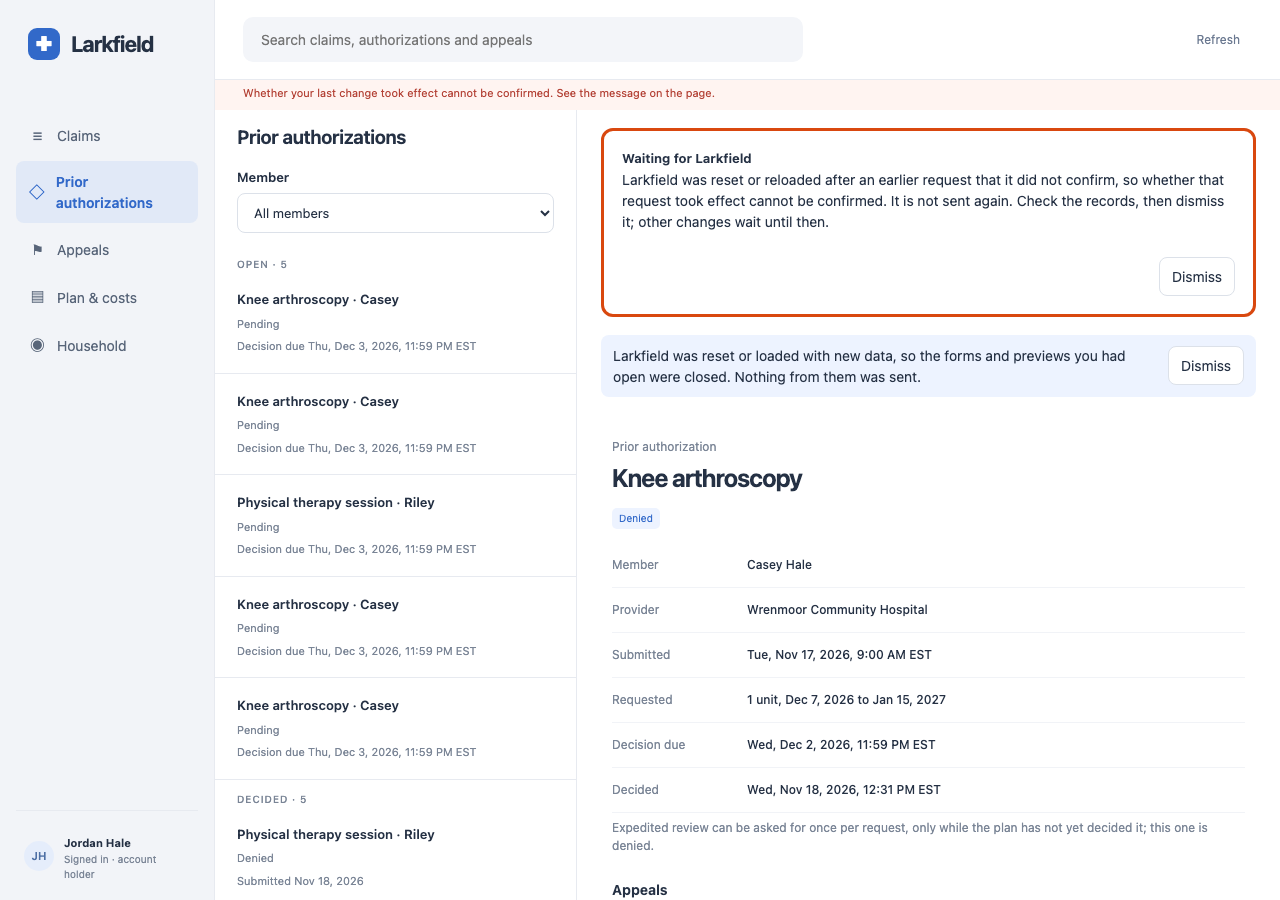 Larkfield
Search claims, authorizations and appeals
Refresh
Whether your last change took effect cannot be confirmed. See the message on the page.
Claims
Prior
authorizations
Appeals
Plan & costs
Household
JH
Jordan Hale
Signed in · account
holder
Prior authorizations
Member
All members
OPEN · 5
Knee arthroscopy · Casey
Pending
Decision due Thu, Dec 3, 2026, 11:59 PM EST
Knee arthroscopy · Casey
Pending
Decision due Thu, Dec 3, 2026, 11:59 PM EST
Physical therapy session · Riley
Pending
Decision due Thu, Dec 3, 2026, 11:59 PM EST
Knee arthroscopy · Casey
Pending
Decision due Thu, Dec 3, 2026, 11:59 PM EST
Knee arthroscopy · Casey
Pending
Decision due Thu, Dec 3, 2026, 11:59 PM EST
DECIDED · 5
Physical therapy session · Riley
Denied
Submitted Nov 18, 2026
Waiting for Larkfield
Larkfield was reset or reloaded after an earlier request that it did not confirm, so whether that
request took effect cannot be confirmed. It is not sent again. Check the records, then dismiss
it; other changes wait until then.
Dismiss
Larkfield was reset or loaded with new data, so the forms and previews you had
open were closed. Nothing from them was sent.
Dismiss
Prior authorization
Knee arthroscopy
Denied
Member Casey Hale
Provider Wrenmoor Community Hospital
Submitted Tue, Nov 17, 2026, 9:00 AM EST
Requested 1 unit, Dec 7, 2026 to Jan 15, 2027
Decision due Wed, Dec 2, 2026, 11:59 PM EST
Decided Wed, Nov 18, 2026, 12:31 PM EST
Expedited review can be asked for once per request, only while the plan has not yet decided it; this one is
denied.
Appeals